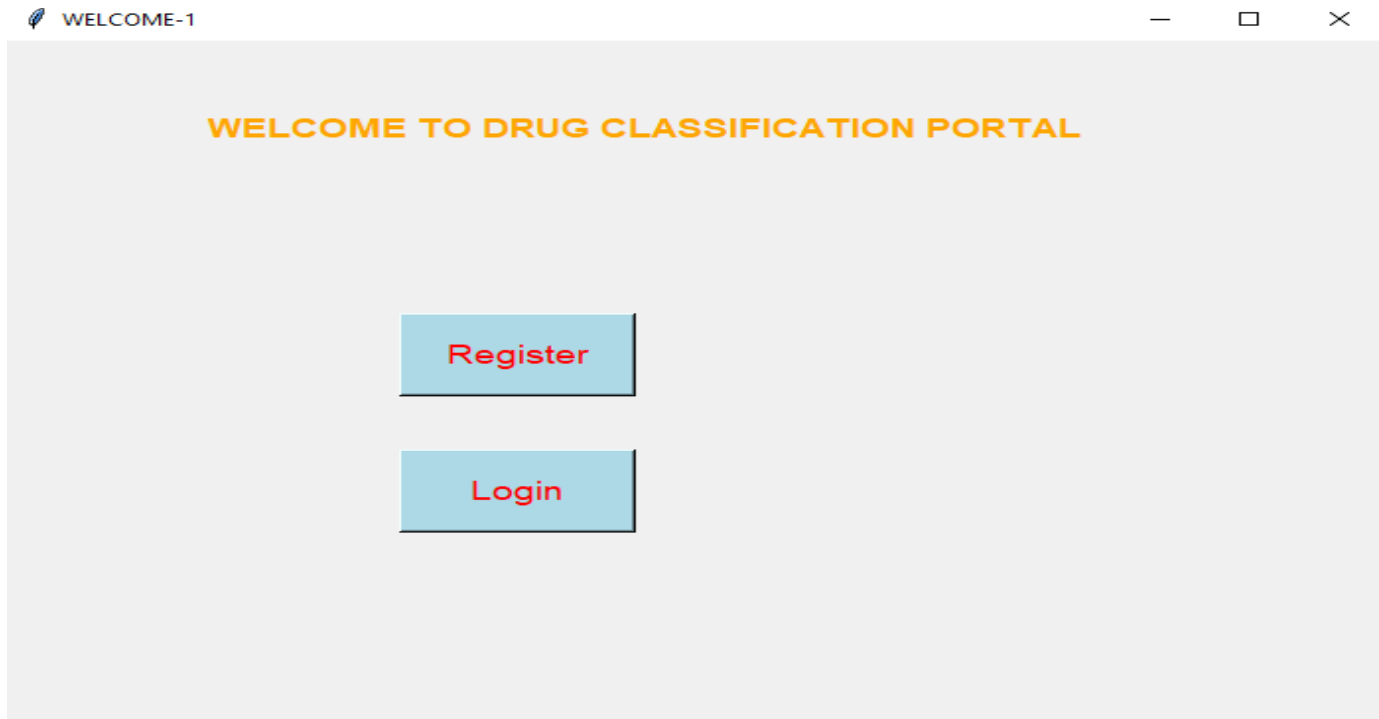 WELCOME-1
WELCOME TO DRUG CLASSIFICATION PORTAL
Register
Login